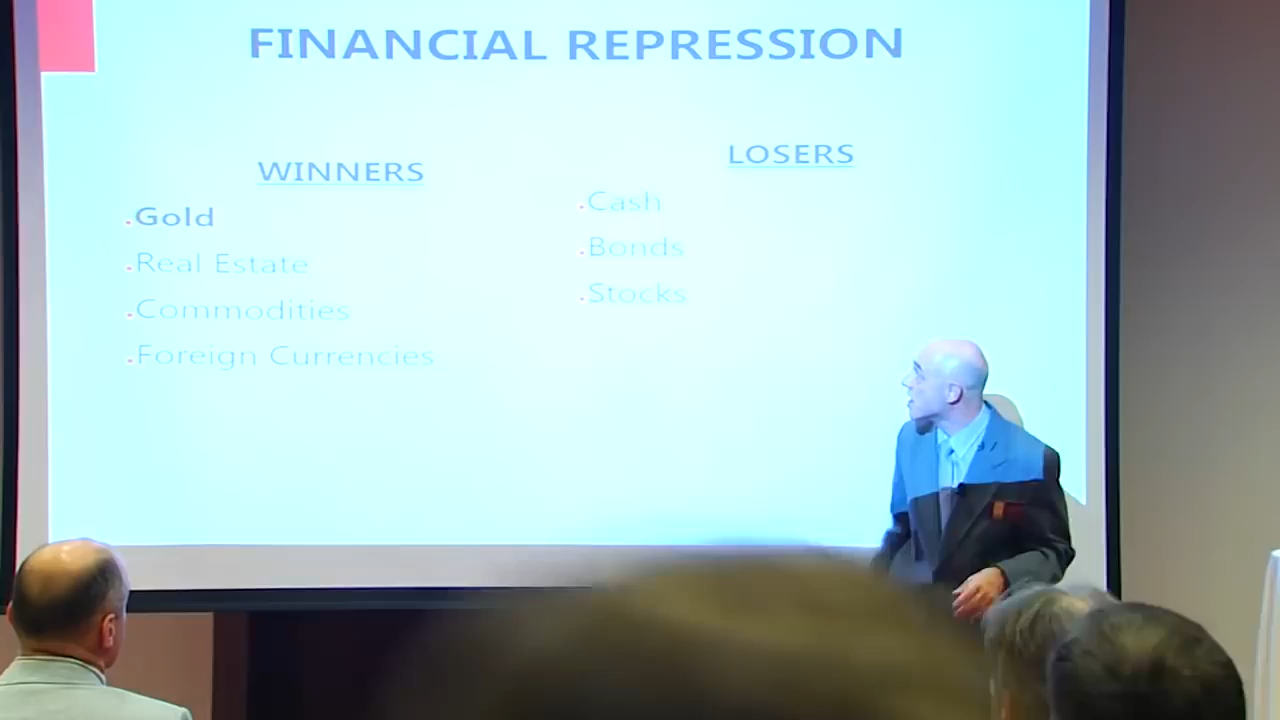 FINANCIAL REPRESSION
WINNERS
.Gold
.Real Estate
.Commodities
.Foreign Currencies
LOSERS
.Cash
.Bonds
.Stocks